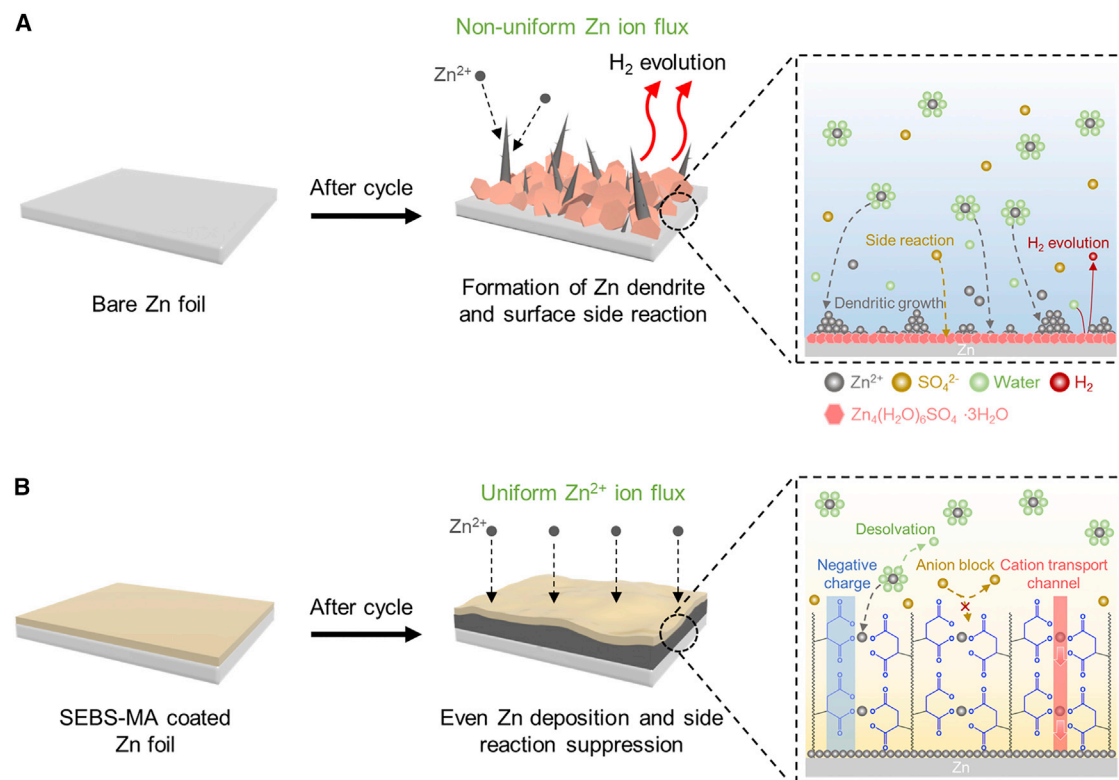 A
Non-uniform Zn ion flux
Zn²⁺
H₂ evolution
After cycle
Bare Zn foil
Formation of Zn dendrite
and surface side reaction
Side reaction
H₂ evolution
Dendritic growth
Zn
Zn²⁺
SO₄²⁻
Water
H₂
Zn₄(H₂O)₆SO₄ ·3H₂O
B
Uniform Zn²⁺ ion flux
Zn²⁺
After cycle
SEBS-MA coated
Zn foil
Even Zn deposition and side
reaction suppression
Desolvation
Negative
charge
Anion block
Cation transport
channel
Zn